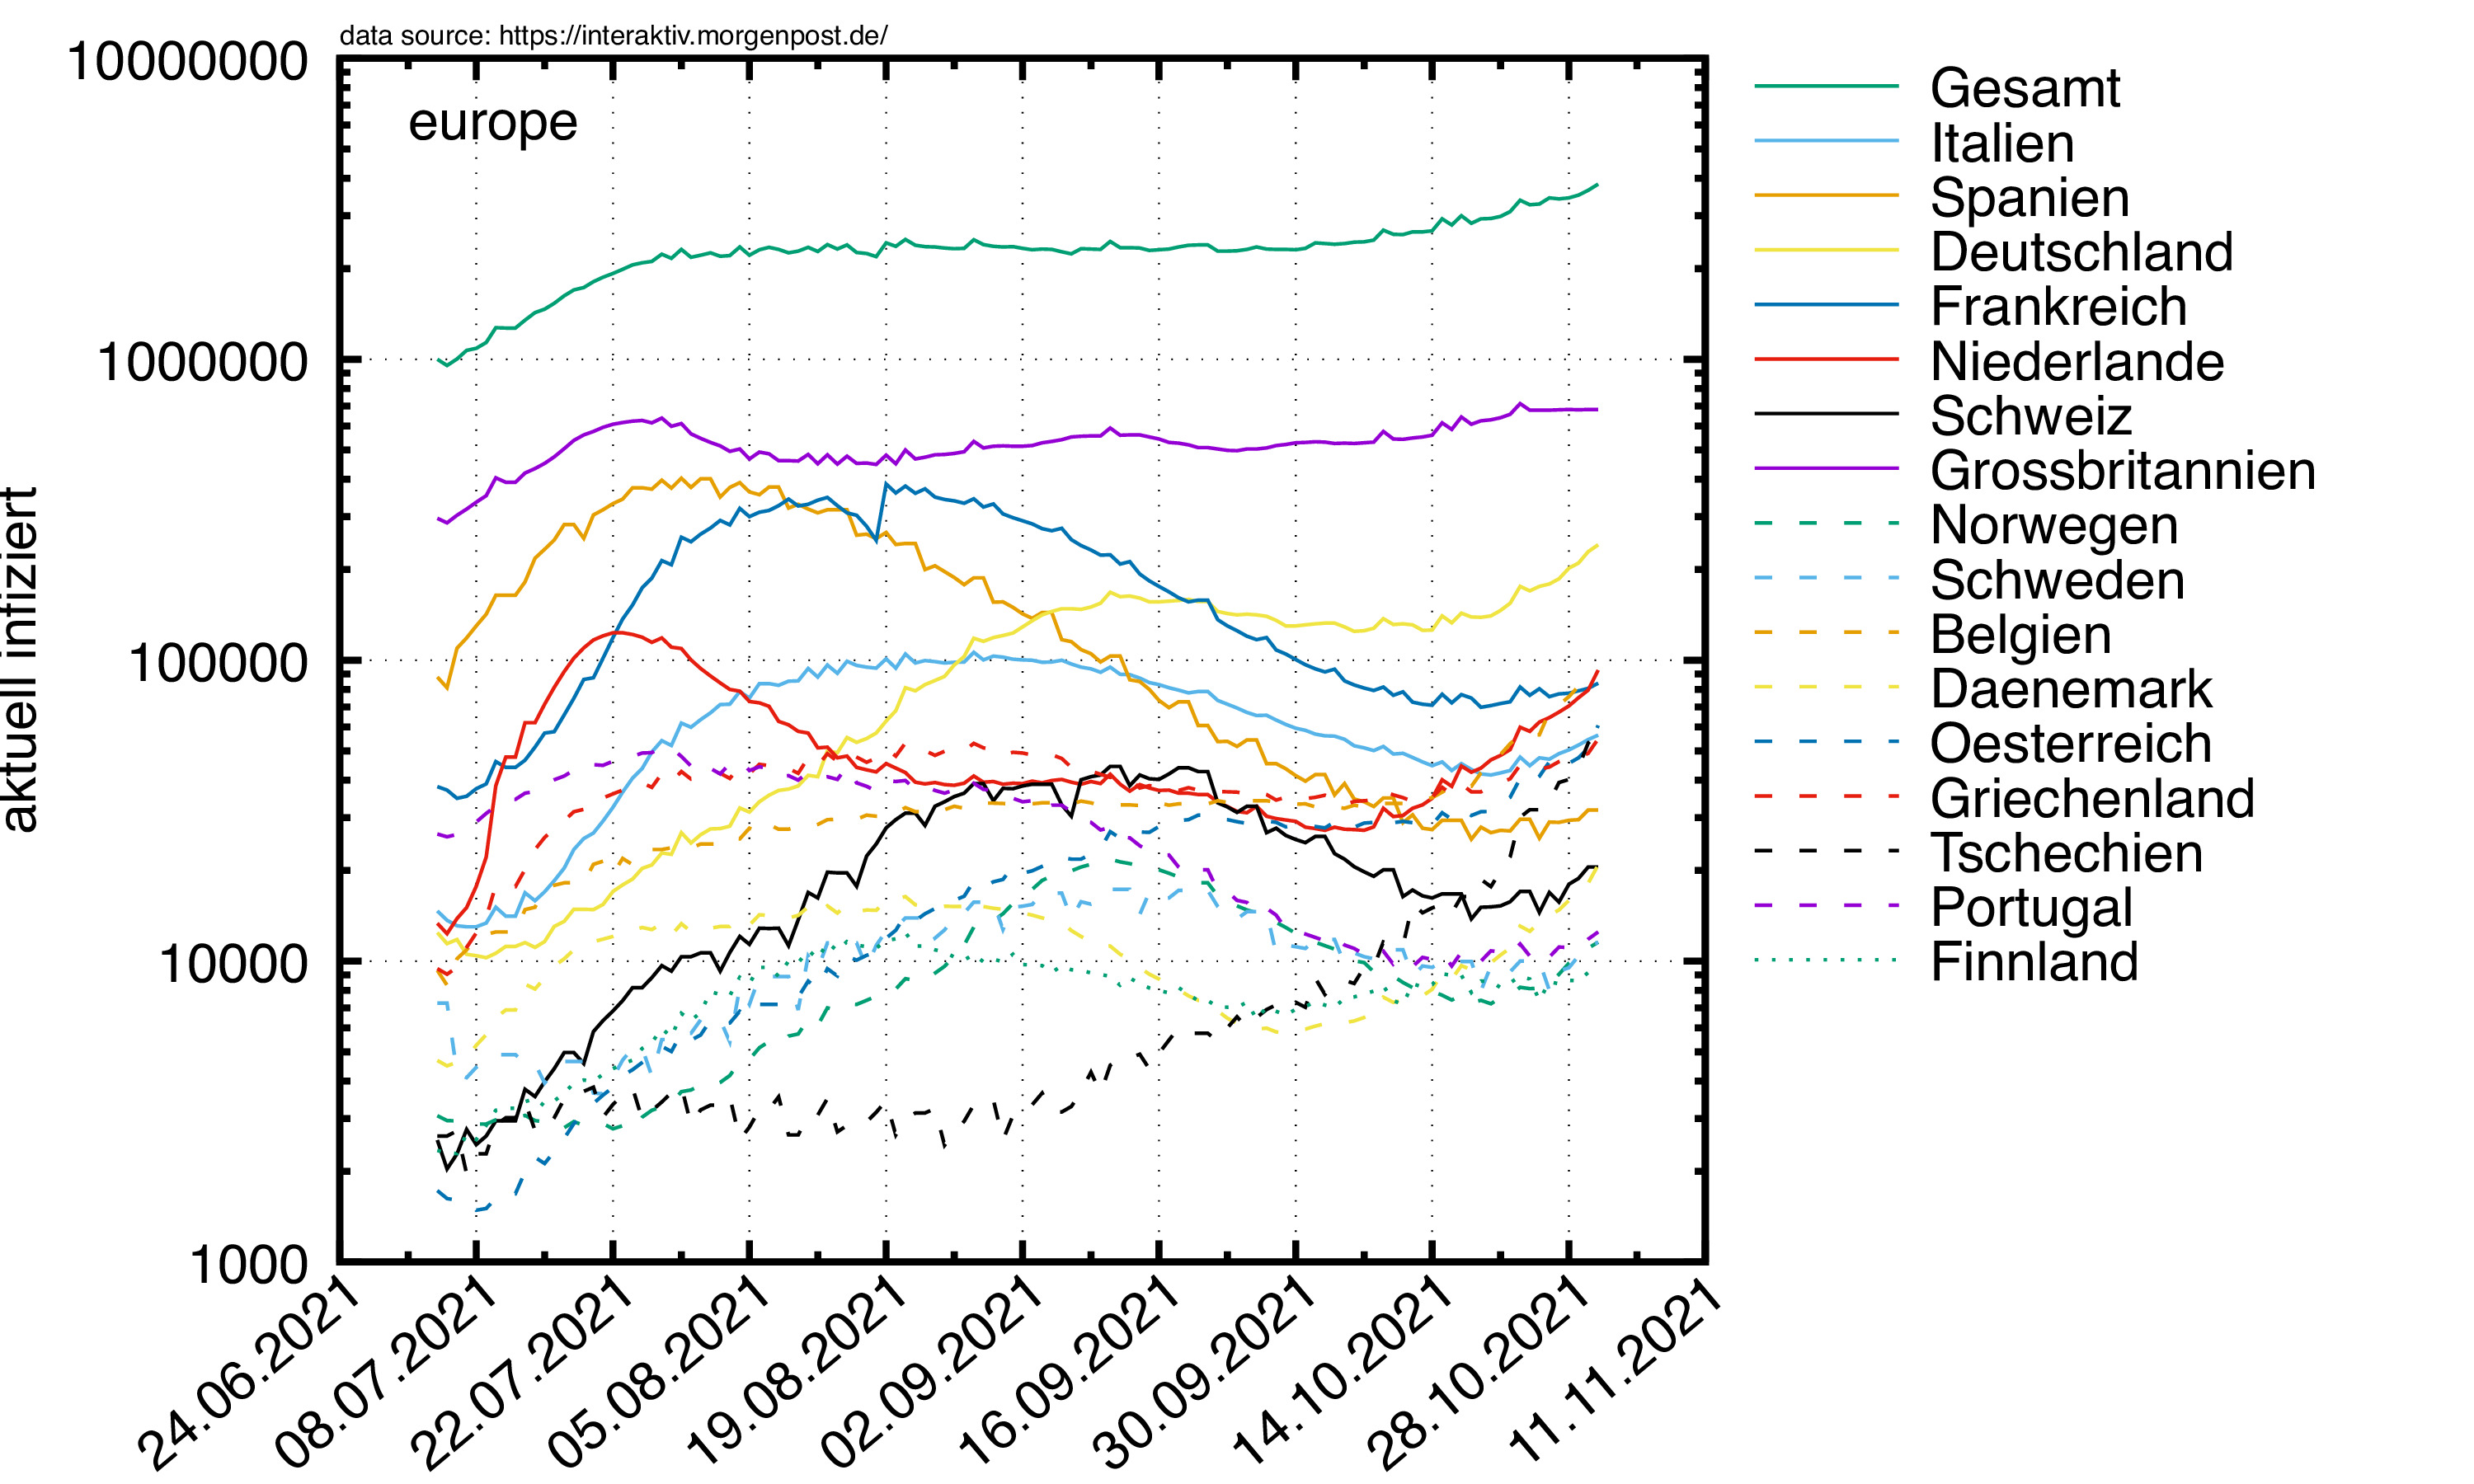 data source: https://interaktiv.morgenpost.de/
europe
aktuell infiziert
10000000
1000000
100000
10000
1000
24.06.2021
08.07.2021
22.07.2021
05.08.2021
19.08.2021
02.09.2021
16.09.2021
30.09.2021
14.10.2021
28.10.2021
11.11.2021
Gesamt
Italien
Spanien
Deutschland
Frankreich
Niederlande
Schweiz
Grossbritannien
Norwegen
Schweden
Belgien
Daenemark
Oesterreich
Griechenland
Tschechien
Portugal
Finnland